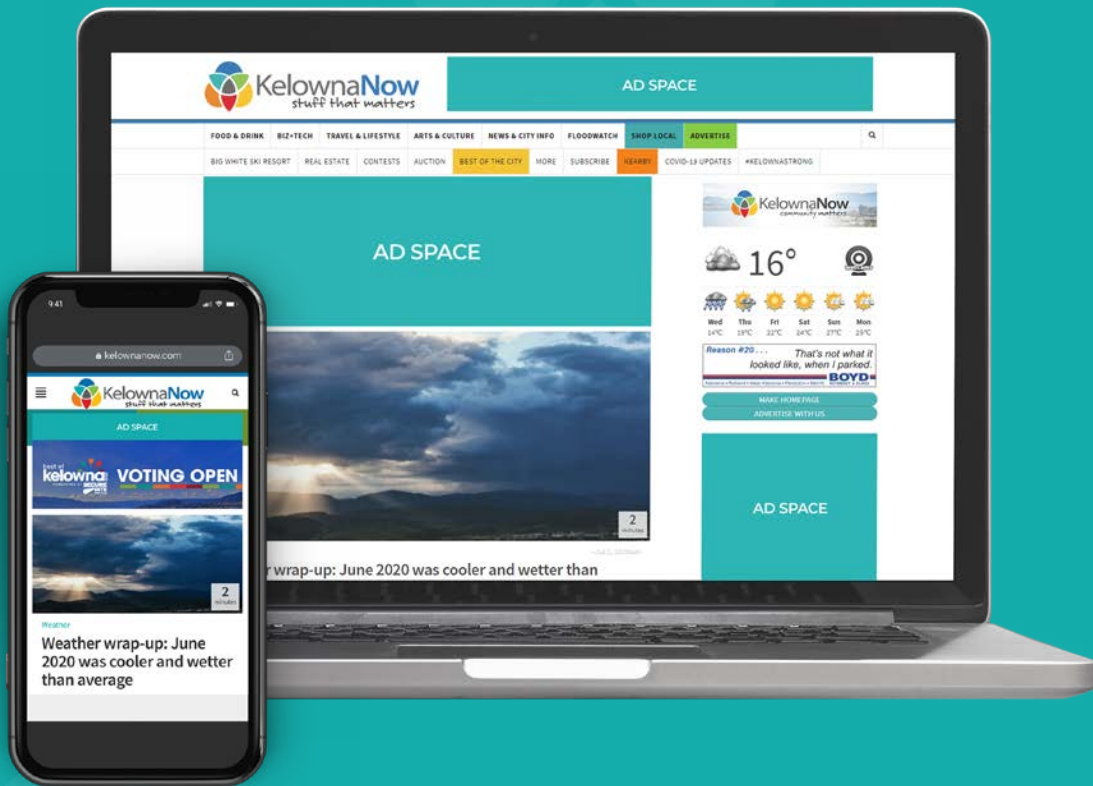 KelownaNow
stuff that matters
AD SPACE
FOOD & DRINK BIZ+TECH TRAVEL & LIFESTYLE ARTS & CULTURE NEWS & CITY INFO FLOODWATCH SHOP LOCAL ADVERTISE
BIG WHITE SKI RESORT REAL ESTATE CONTESTS AUCTION BEST OF THE CITY MORE SUBSCRIBE NEARBY COVID-19 UPDATES #KELOWNASTRONG
AD SPACE
2
minutes
r wrap-up: June 2020 was cooler and wetter than
KelownaNow
community matters
16°
Wed Thu Fri Sat Sun Mon
14°C 19°C 22°C 24°C 27°C 25°C
Reason #20 . . . That's not what it
looked like, when I parked.
BOYD
MAKE HOMEPAGE
ADVERTISE WITH US
AD SPACE
9:41
kelownanow.com
KelownaNow
stuff that matters
AD SPACE
best of
kelowna
VOTING OPEN
2
minutes
Weather
Weather wrap-up: June
2020 was cooler and wetter
than average